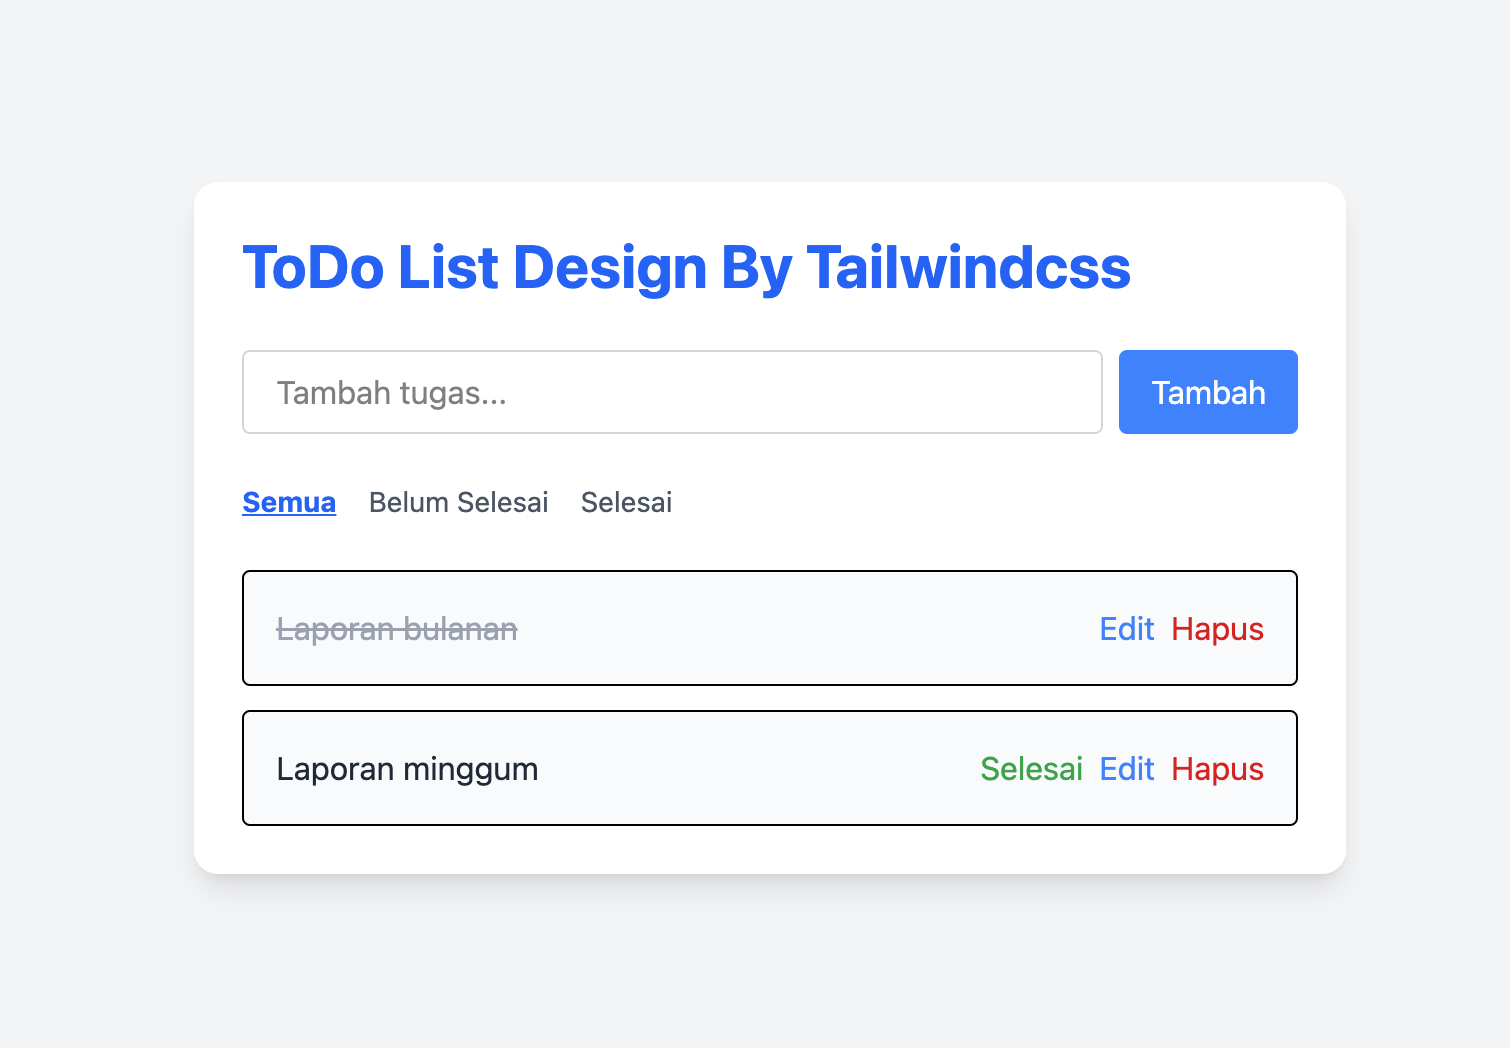 ToDo List Design By Tailwindcss
Tambah tugas...
Tambah
Semua Belum Selesai Selesai
Laporan bulanan Edit Hapus
Laporan minggum Selesai Edit Hapus